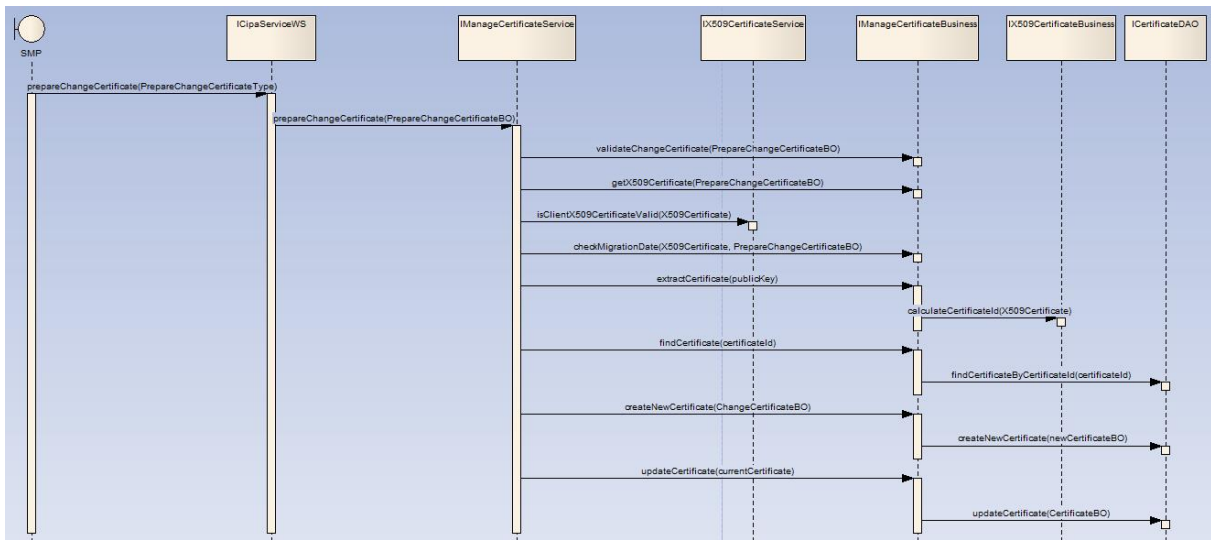 SMP
ICipaServiceWS
IManageCertificateService
IX509CertificateService
IManageCertificateBusiness
IX509CertificateBusiness
ICertificateDAO
prepareChangeCertificate(PrepareChangeCertificateType)
prepareChangeCertificate(PrepareChangeCertificateBO)
validateChangeCertificate(PrepareChangeCertificateBO)
getX509Certificate(PrepareChangeCertificateBO)
isClientX509CertificateValid(X509Certificate)
checkMigrationDate(X509Certificate, PrepareChangeCertificateBO)
extractCertificate(publicKey)
calculateCertificateId(X509Certificate)
findCertificate(certificateId)
findCertificateByCertificateId(certificateId)
createNewCertificate(ChangeCertificateBO)
createNewCertificate(newCertificateBO)
updateCertificate(currentCertificate)
updateCertificate(CertificateBO)